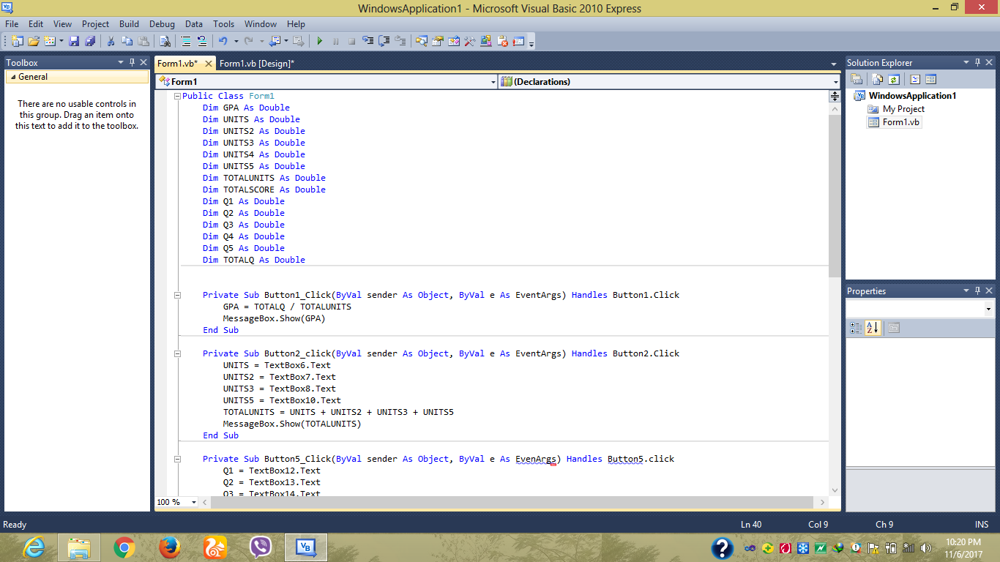 WindowsApplication1 - Microsoft Visual Basic 2010 Express
File Edit View Project Build Debug Data Tools Window Help
Toolbox
General
There are no usable controls in
this group. Drag an item onto
this text to add it to the toolbox.
Form1.vb* Form1.vb [Design]*
Form1 (Declarations)
Public Class Form1
Dim GPA As Double
Dim UNITS As Double
Dim UNITS2 As Double
Dim UNITS3 As Double
Dim UNITS4 As Double
Dim UNITS5 As Double
Dim TOTALUNITS As Double
Dim TOTALSCORE As Double
Dim Q1 As Double
Dim Q2 As Double
Dim Q3 As Double
Dim Q4 As Double
Dim Q5 As Double
Dim TOTALQ As Double
Private Sub Button1_Click(ByVal sender As Object, ByVal e As EventArgs) Handles Button1.Click
GPA = TOTALQ / TOTALUNITS
MessageBox.Show(GPA)
End Sub
Private Sub Button2_click(ByVal sender As Object, ByVal e As EventArgs) Handles Button2.Click
UNITS = TextBox6.Text
UNITS2 = TextBox7.Text
UNITS3 = TextBox8.Text
UNITS5 = TextBox10.Text
TOTALUNITS = UNITS + UNITS2 + UNITS3 + UNITS5
MessageBox.Show(TOTALUNITS)
End Sub
Private Sub Button5_Click(ByVal sender As Object, ByVal e As EvenArgs) Handles Button5.click
Q1 = TextBox12.Text
Q2 = TextBox13.Text
Q3 = TextBox14.Text
100 %
Solution Explorer
WindowsApplication1
My Project
Form1.vb
Properties
Ready Ln 40 Col 9 Ch 9 INS
10:20 PM
11/6/2017